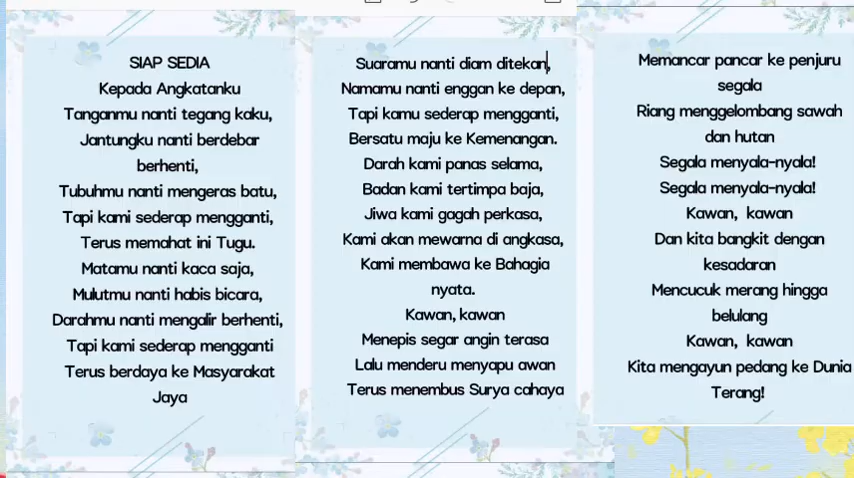 SIAP SEDIA
Kepada Angkatanku
Tanganmu nanti tegang kaku,
Jantungku nanti berdebar
berhenti,
Tubuhmu nanti mengeras batu,
Tapi kami sederap mengganti,
Terus memahat ini Tugu.
Matamu nanti kaca saja,
Mulutmu nanti habis bicara,
Darahmu nanti mengalir berhenti,
Tapi kami sederap mengganti
Terus berdaya ke Masyarakat
Jaya
Suaramu nanti diam ditekan,
Namamu nanti enggan ke depan,
Tapi kamu sederap mengganti,
Bersatu maju ke Kemenangan.
Darah kami panas selama,
Badan kami tertimpa baja,
Jiwa kami gagah perkasa,
Kami akan mewarna di angkasa,
Kami membawa ke Bahagia
nyata.
Kawan, kawan
Menepis segar angin terasa
Lalu menderu menyapu awan
Terus menembus Surya cahaya
Memancar pancar ke penjuru
segala
Riang menggelombang sawah
dan hutan
Segala menyala-nyala!
Segala menyala-nyala!
Kawan, kawan
Dan kita bangkit dengan
kesadaran
Mencucuk merang hingga
belulang
Kawan, kawan
Kita mengayun pedang ke Dunia
Terang!